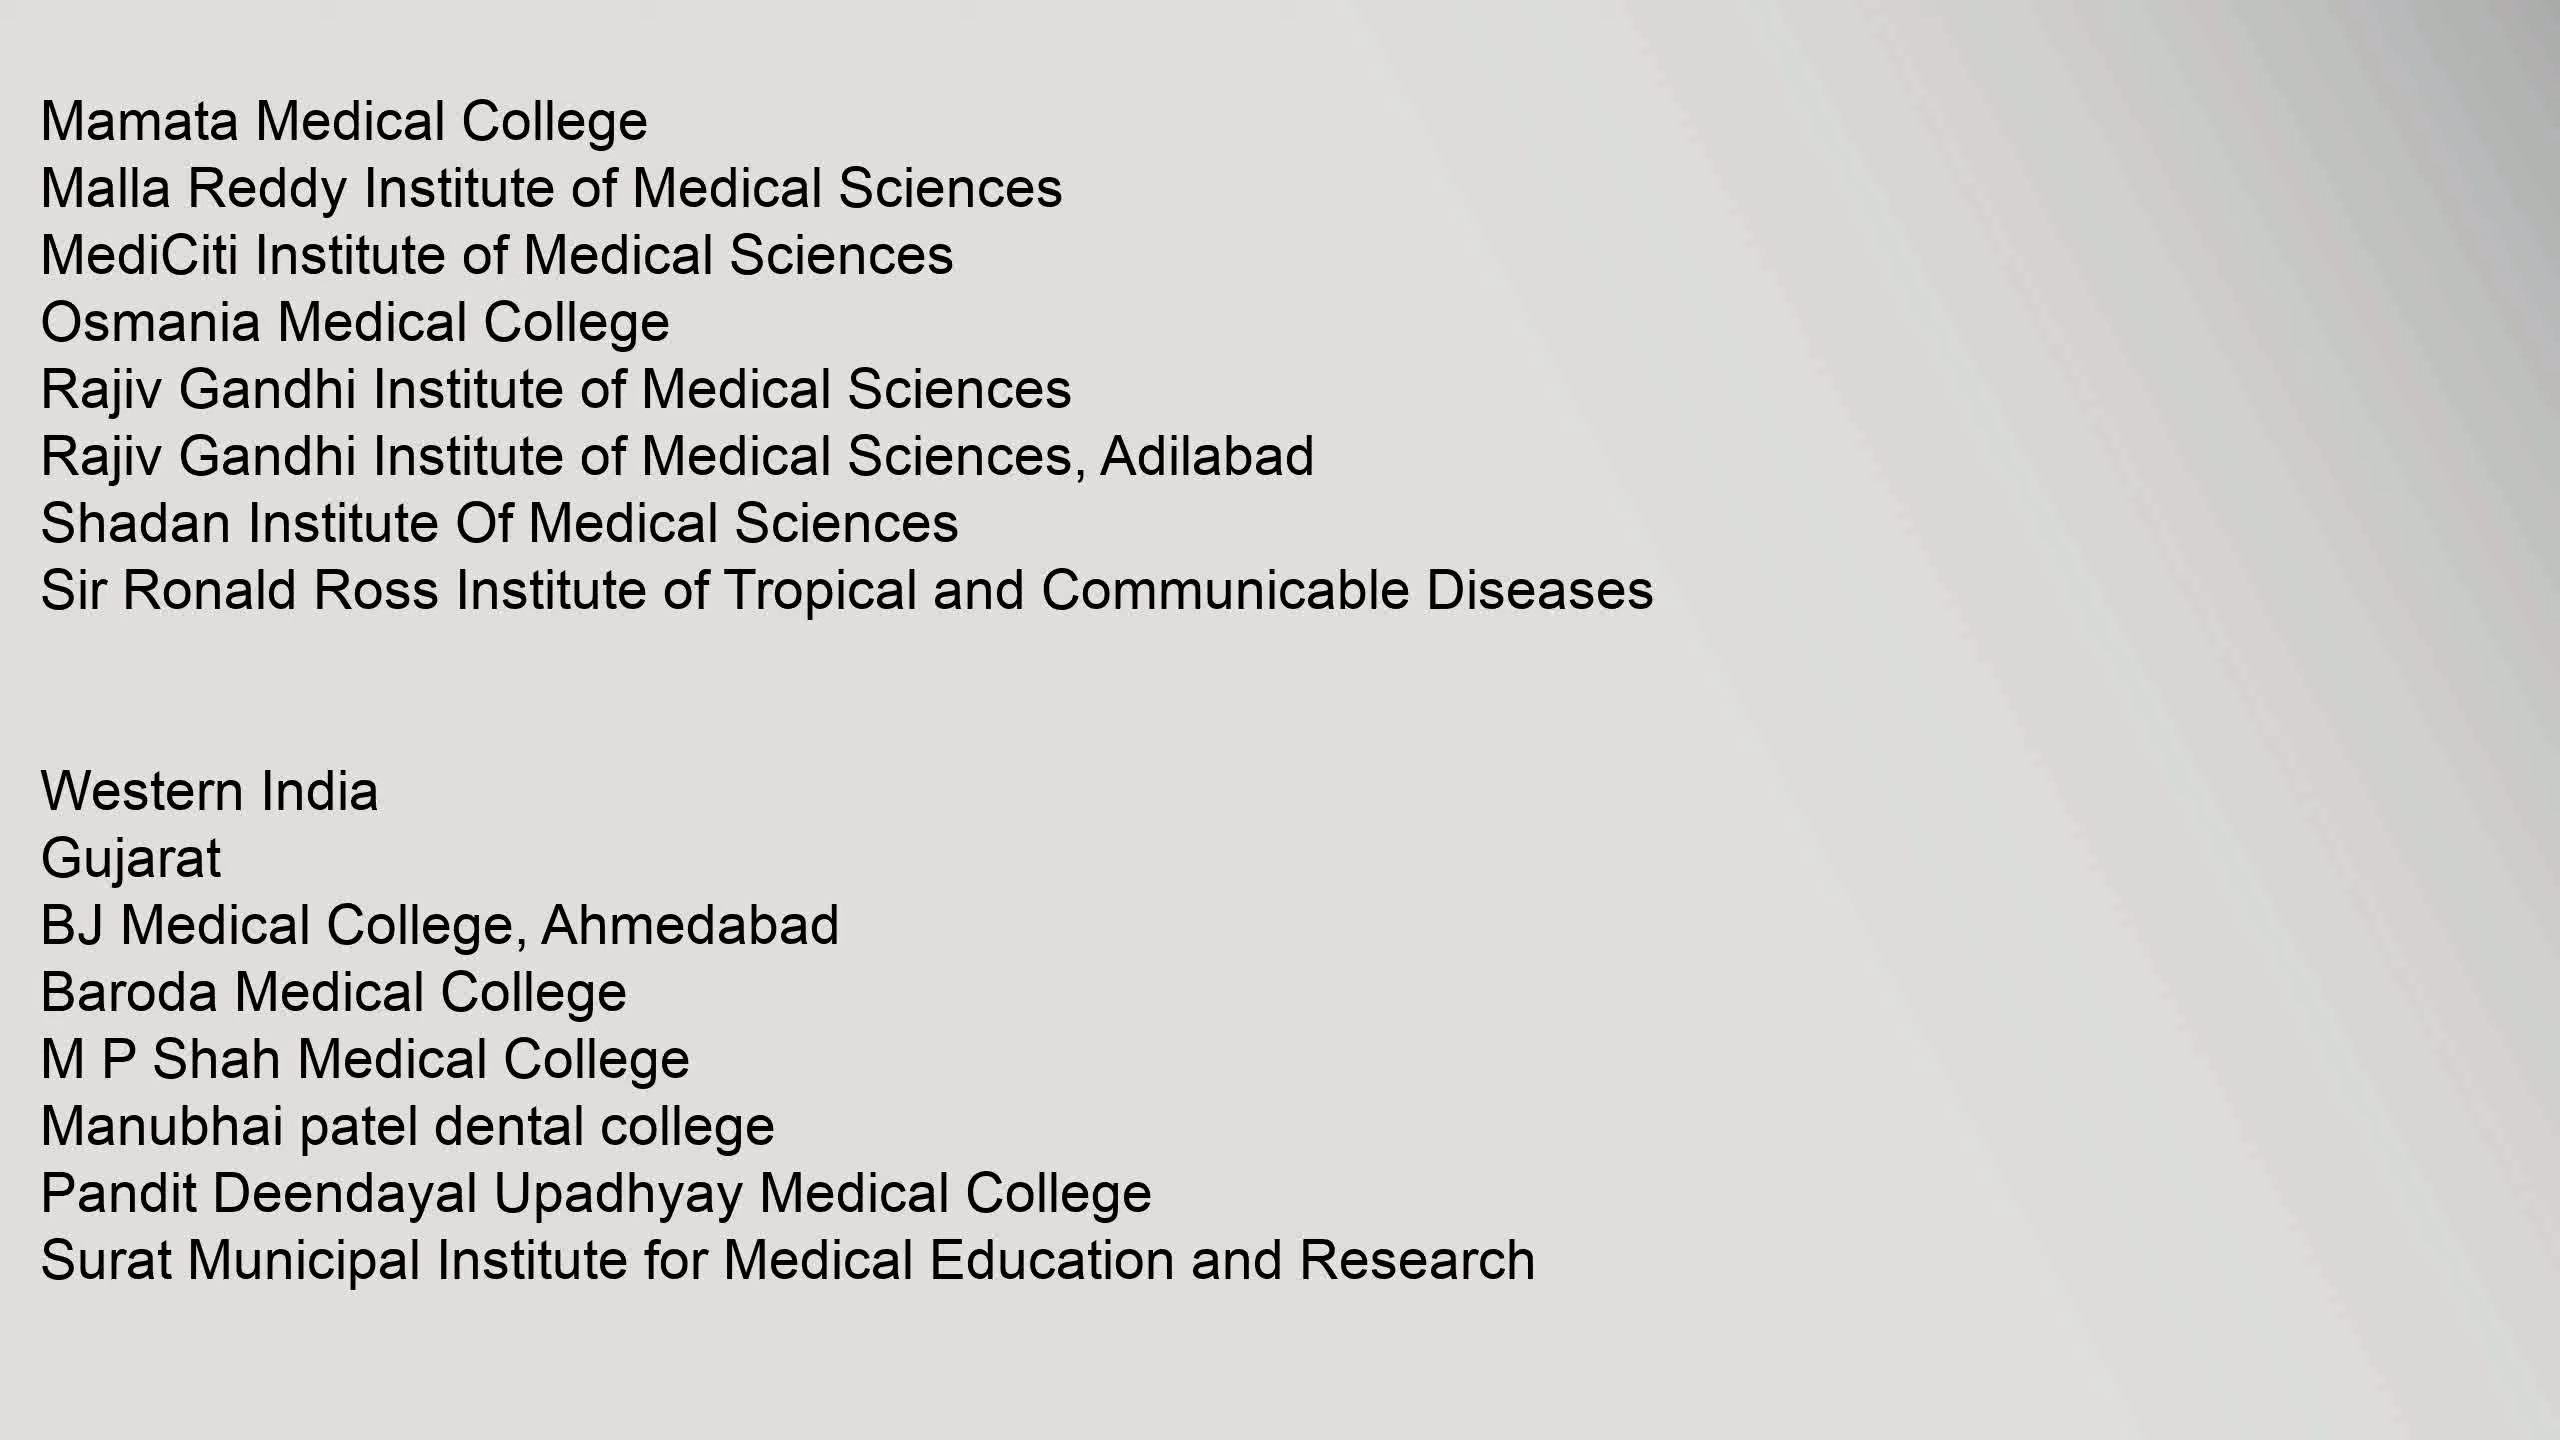 Mamata Medical College
Malla Reddy Institute of Medical Sciences
MediCiti Institute of Medical Sciences
Osmania Medical College
Rajiv Gandhi Institute of Medical Sciences
Rajiv Gandhi Institute of Medical Sciences, Adilabad
Shadan Institute Of Medical Sciences
Sir Ronald Ross Institute of Tropical and Communicable Diseases
Western India
Gujarat
BJ Medical College, Ahmedabad
Baroda Medical College
M P Shah Medical College
Manubhai patel dental college
Pandit Deendayal Upadhyay Medical College
Surat Municipal Institute for Medical Education and Research